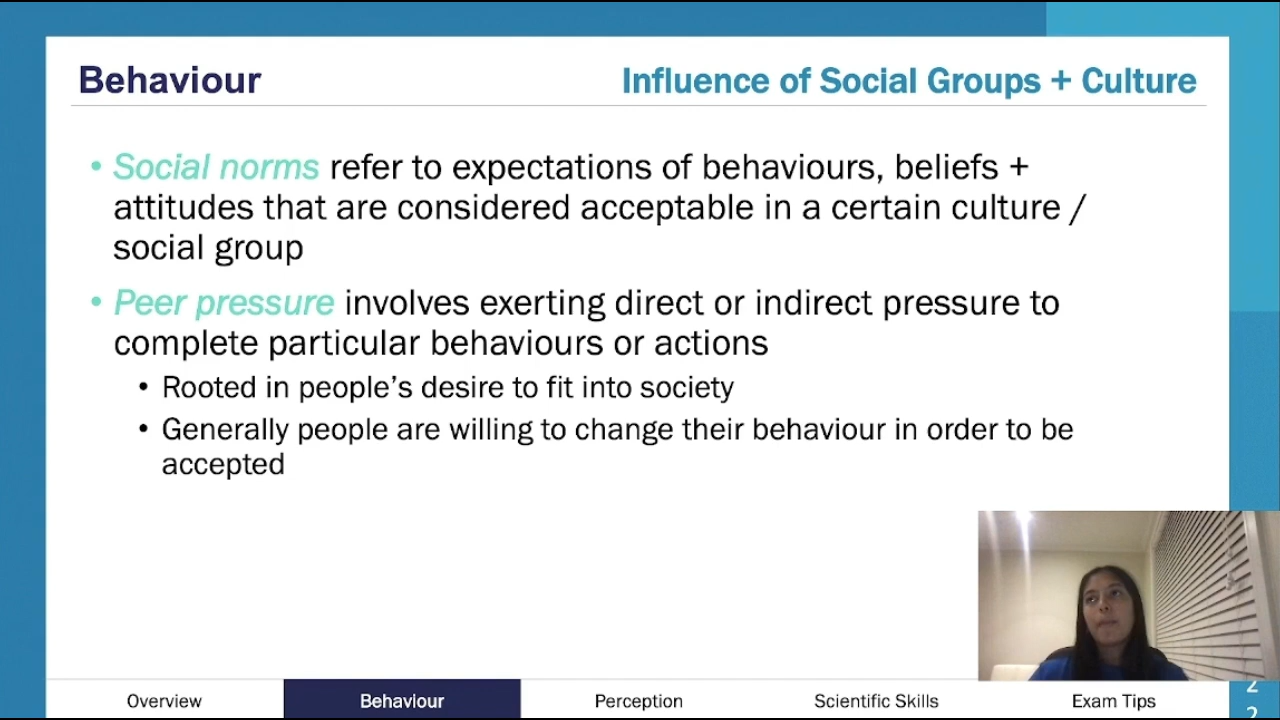 Behaviour
Influence of Social Groups + Culture
• Social norms refer to expectations of behaviours, beliefs +
attitudes that are considered acceptable in a certain culture /
social group
• Peer pressure involves exerting direct or indirect pressure to
complete particular behaviours or actions
• Rooted in people's desire to fit into society
• Generally people are willing to change their behaviour in order to be
accepted
Overview
Behaviour
Perception
Scientific Skills
Exam Tips
2
2